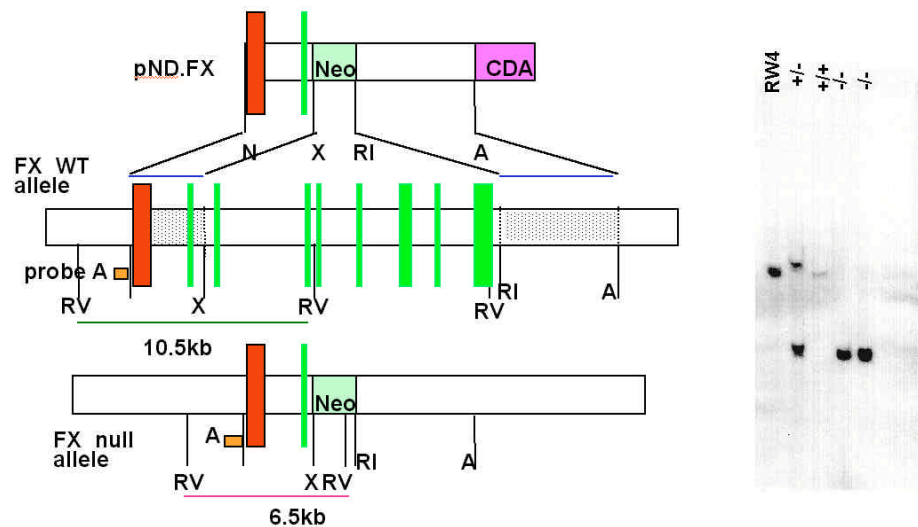 pND.FX
Neo
CDA
N X RI A
FX WT
allele
probe A
RV X RV RV RI A
10.5kb
Neo
FX null
allele
A
RV X RV RI A
6.5kb
RW4
+/-
+/+
-/-
-/-